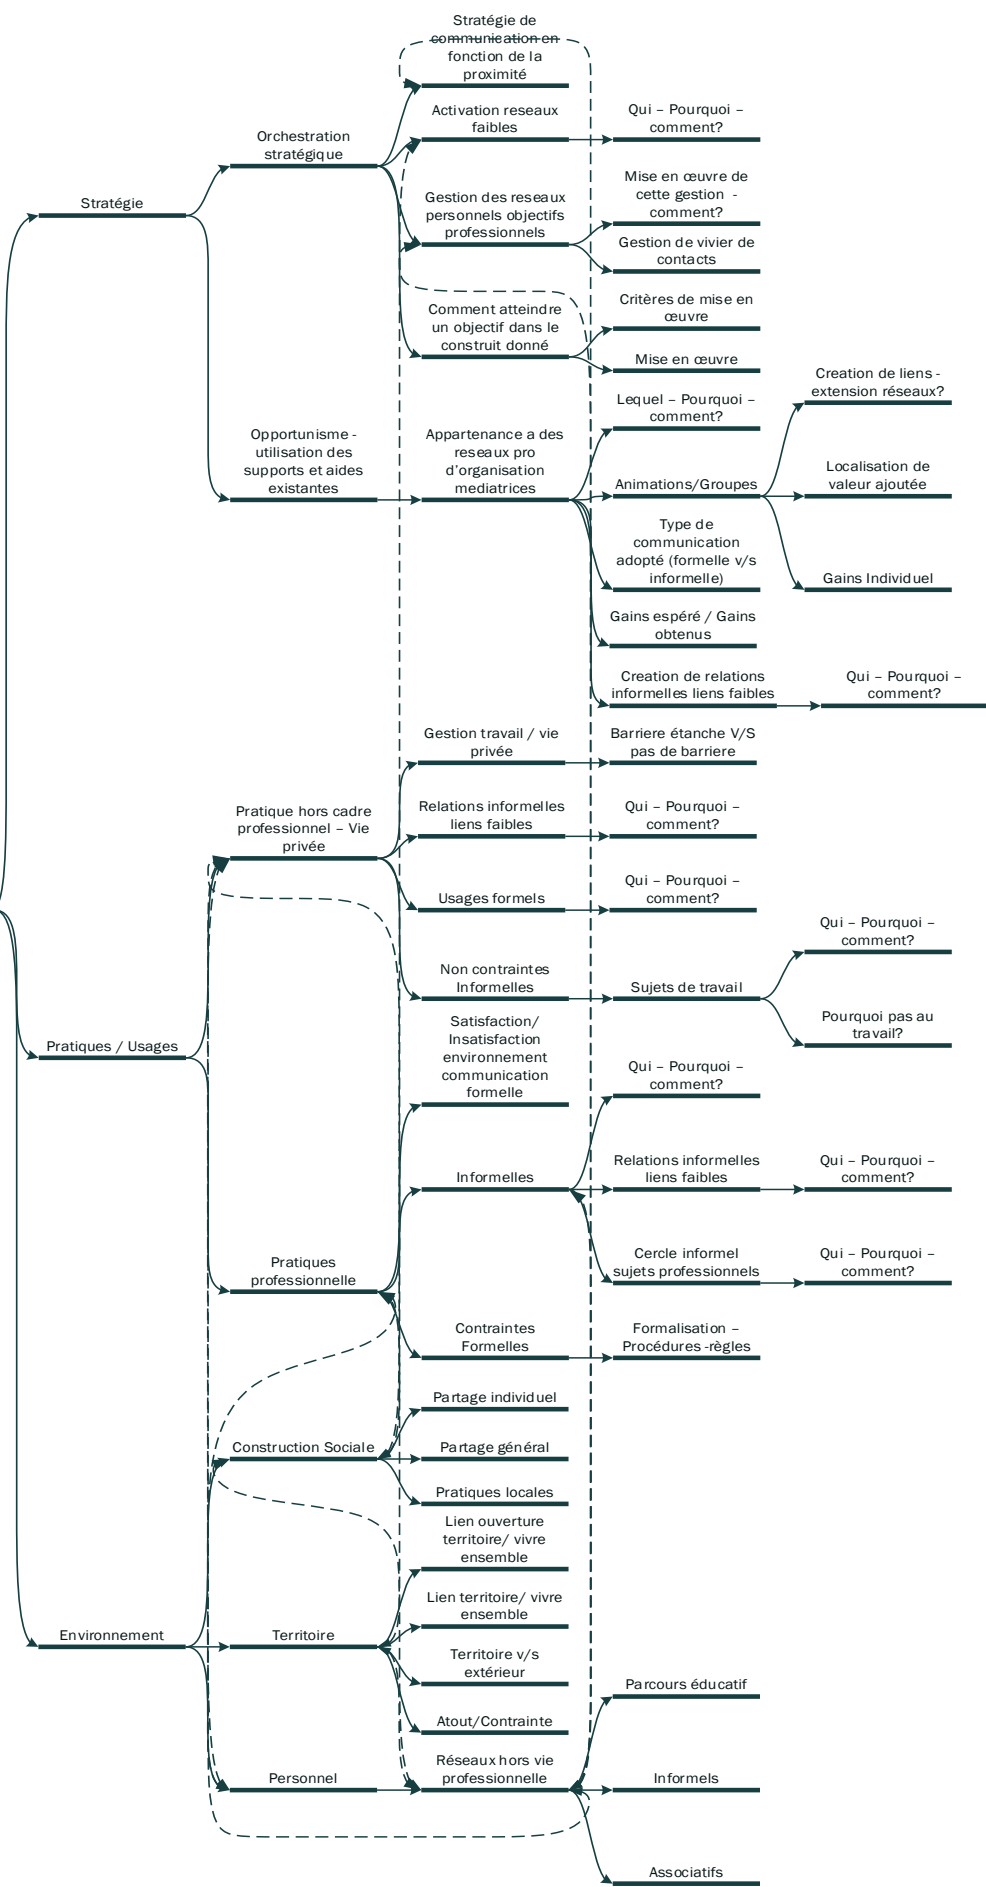 Stratégie de
communication en
fonction de la
proximité
Activation reseaux
faibles
Qui – Pourquoi –
comment?
Orchestration
stratégique
Mise en œuvre de
cette gestion -
comment?
Gestion des reseaux
personnels objectifs
professionnels
Stratégie
Gestion de vivier de
contacts
Critères de mise en
œuvre
Comment atteindre
un objectif dans le
construit donné
Mise en œuvre
Creation de liens -
extension réseaux?
Lequel – Pourquoi –
comment?
Opportunisme -
utilisation des
supports et aides
existantes
Appartenance a des
reseaux pro
d'organisation
mediatrices
Animations/Groupes
Localisation de
valeur ajoutée
Type de
communication
adopté (formelle v/s
informelle)
Gains Individuel
Gains espéré / Gains
obtenus
Creation de relations
informelles liens faibles
Qui – Pourquoi –
comment?
Gestion travail / vie
privée
Barriere étanche V/S
pas de barriere
Pratique hors cadre
professionnel – Vie
privée
Relations informelles
liens faibles
Qui – Pourquoi –
comment?
Usages formels
Qui – Pourquoi –
comment?
Qui – Pourquoi –
comment?
Non contraintes
Informelles
Sujets de travail
Pourquoi pas au
travail?
Pratiques / Usages
Satisfaction/
Insatisfaction
environnement
communication
formelle
Qui – Pourquoi –
comment?
Informelles
Relations informelles
liens faibles
Qui – Pourquoi –
comment?
Pratiques
professionnelle
Cercle informel
sujets professionnels
Qui – Pourquoi –
comment?
Contraintes
Formelles
Formalisation –
Procédures -règles
Partage individuel
Construction Sociale
Partage général
Pratiques locales
Lien ouverture
territoire/ vivre
ensemble
Lien territoire/ vivre
ensemble
Environnement
Territoire
Territoire v/s
extérieur
Parcours éducatif
Atout/Contrainte
Réseaux hors vie
professionnelle
Personnel
Informels
Associatifs